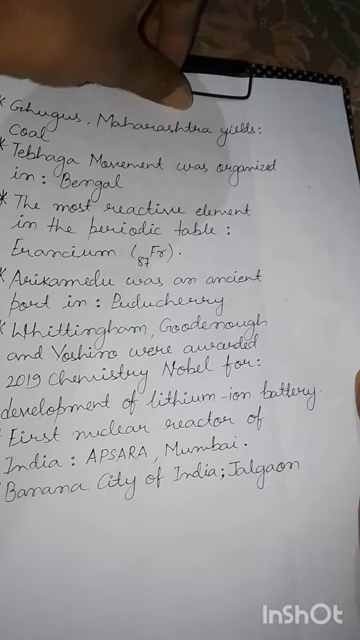 * Ghugus, Maharashtra yields:
Coal
* Tebhaga Movement was organized
in: Bengal
* The most reactive element
in the periodic table:
Francium (87Fr).
* Arikamedu was an ancient
port in: Puducherry
* Whittingham, Goodenough
and Yoshino were awarded
2019 Chemistry Nobel for:
development of lithium-ion battery.
* First nuclear reactor of
India: APSARA, Mumbai.
* Banana City of India: Jalgaon
InShOt